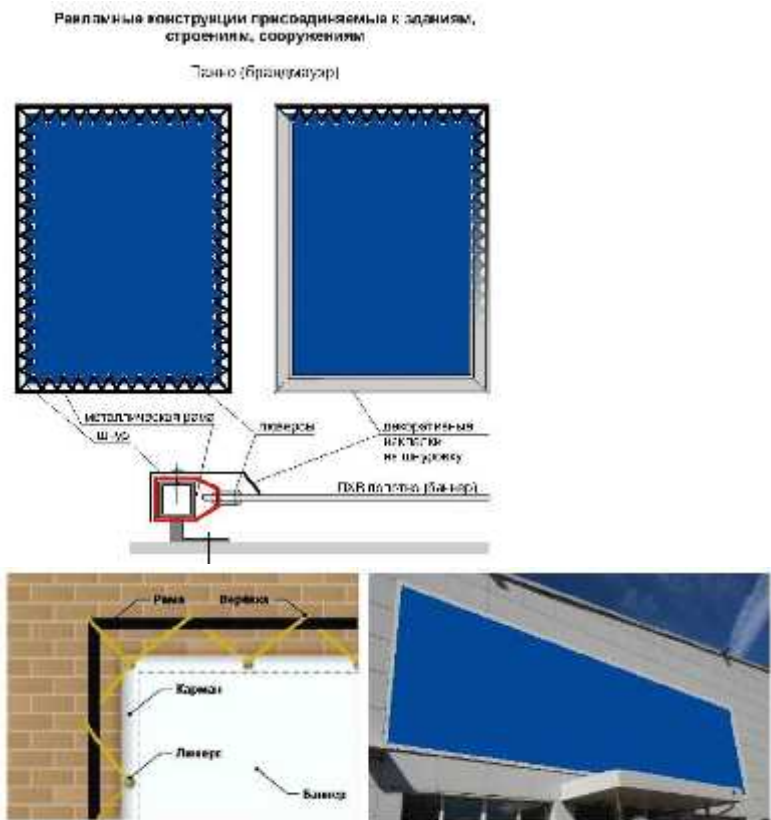 Рекламные конструкции присоединяемые к зданиям,
строениям, сооружениям
Панно (брандмауэр)
металлическая рама
шнур
люверсы
декоративные
накладки
на шнуровку
ПХВ полотно (баннер)
Рама
Верёвка
Карман
Люверс
Баннер